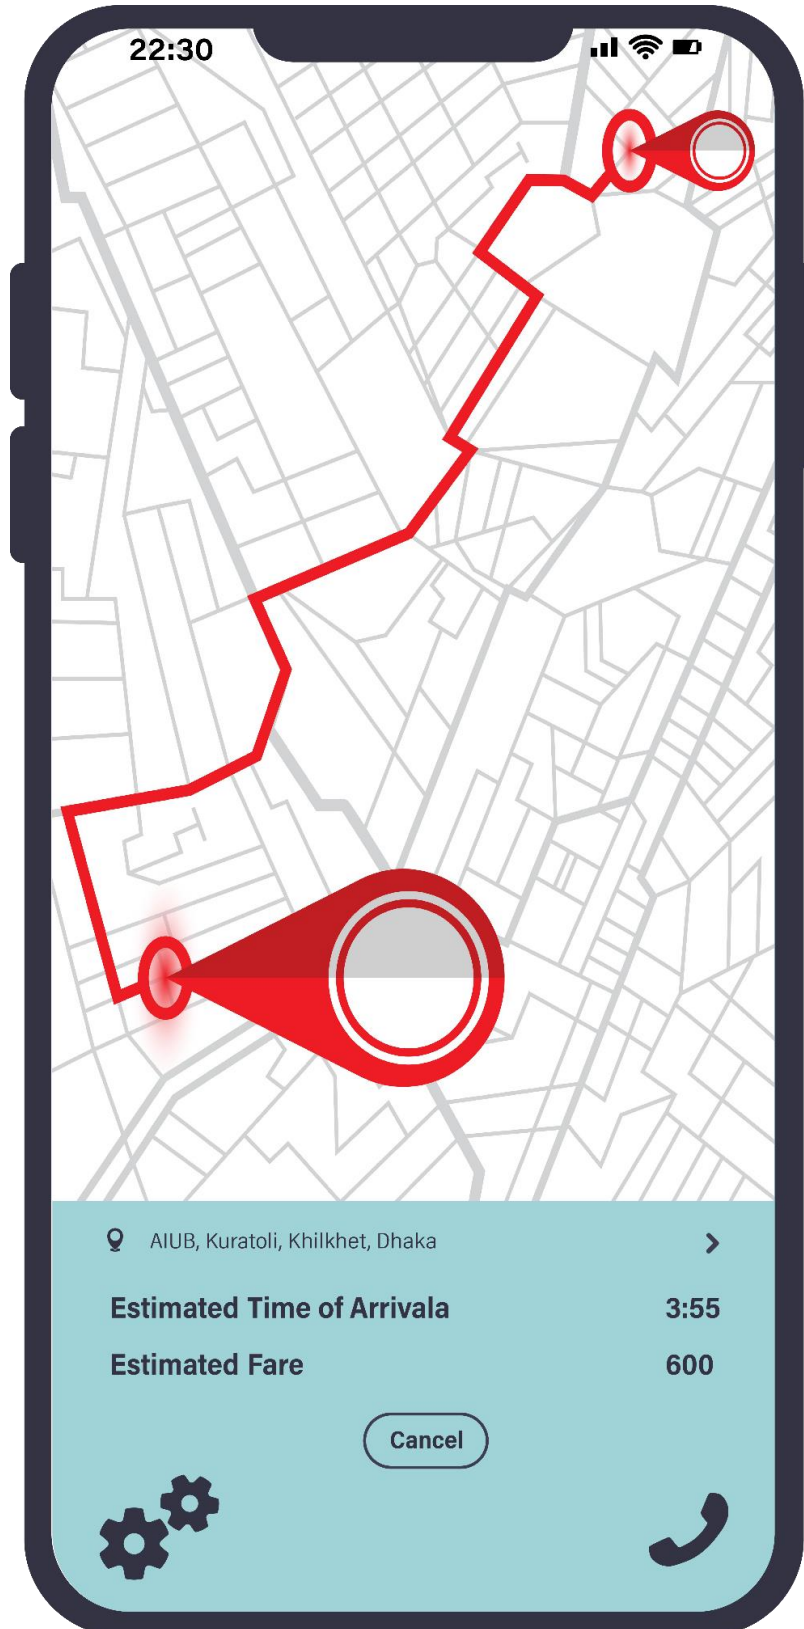 22:30
AIUB, Kuratoli, Khilkhet, Dhaka
Estimated Time of Arrivala 3:55
Estimated Fare 600
Cancel